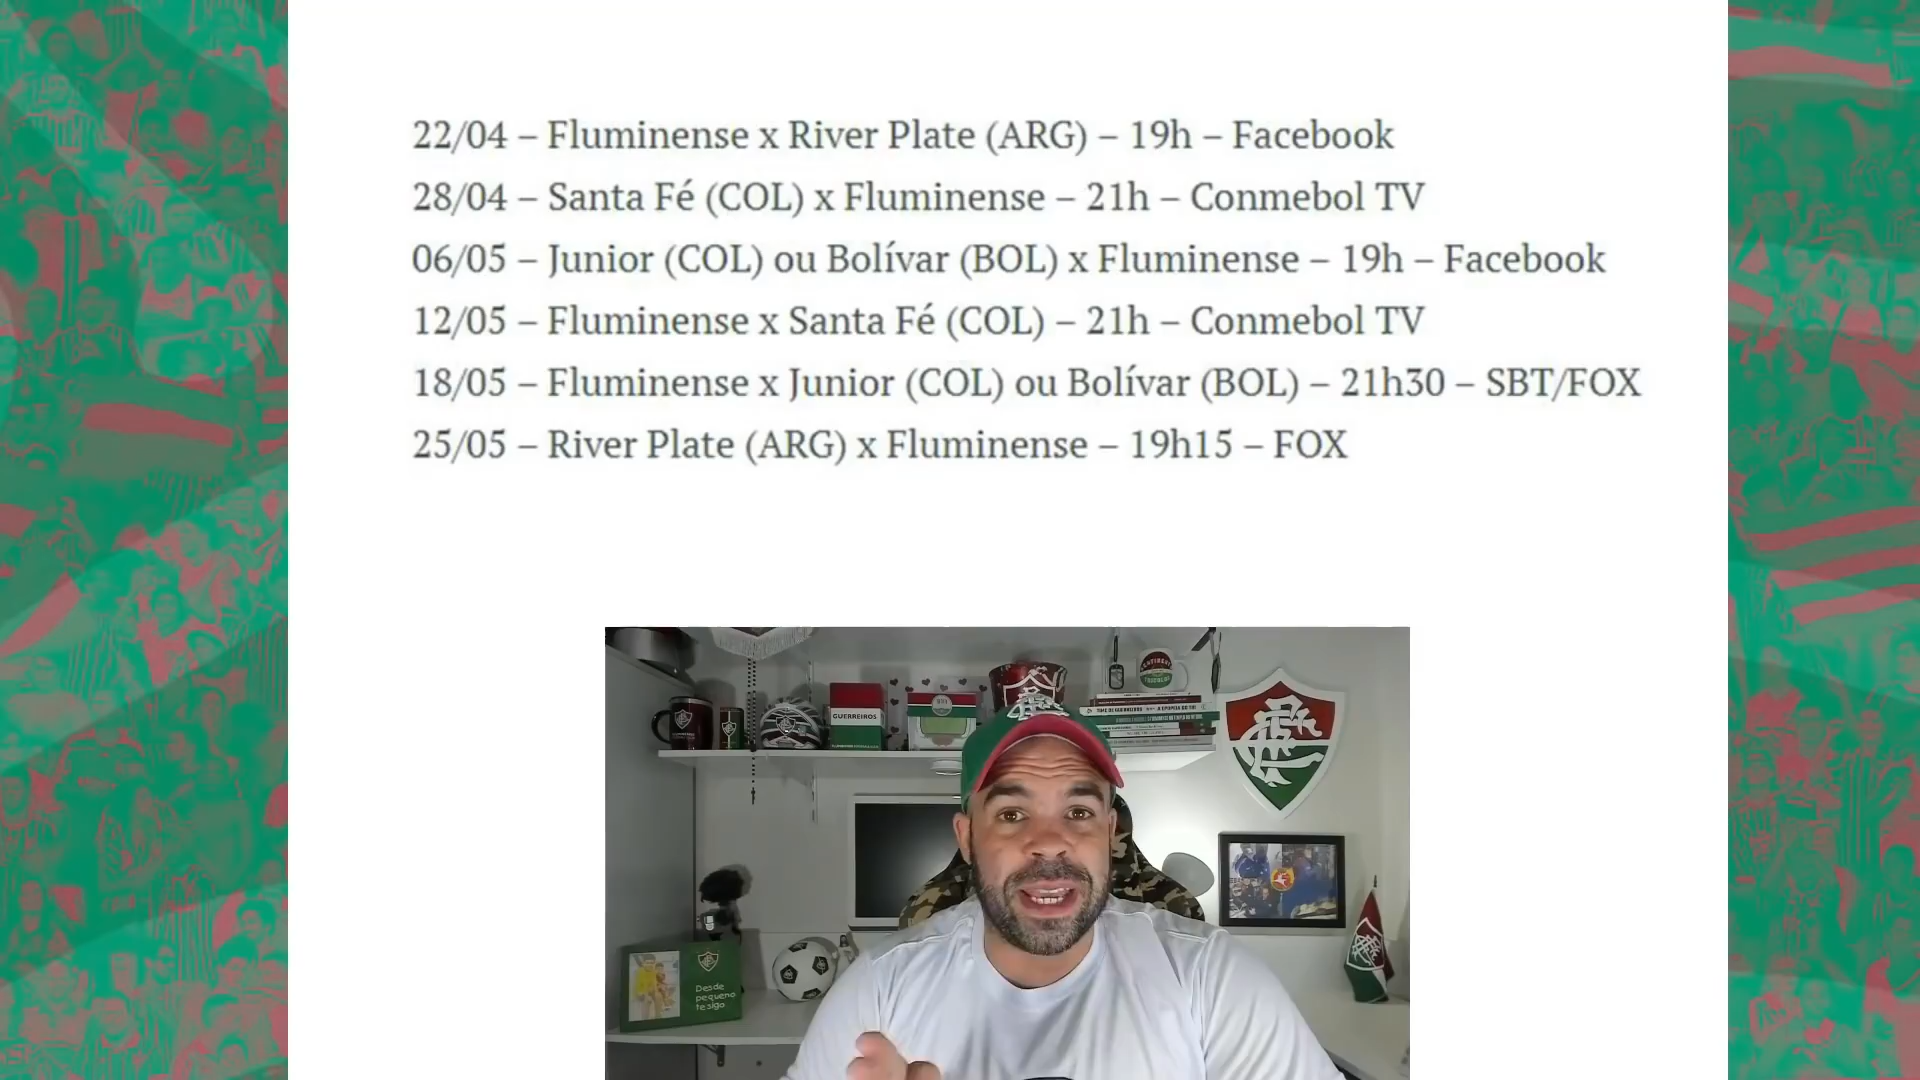 22/04 – Fluminense x River Plate (ARG) – 19h – Facebook
28/04 – Santa Fé (COL) x Fluminense – 21h – Conmebol TV
06/05 – Junior (COL) ou Bolívar (BOL) x Fluminense – 19h – Facebook
12/05 – Fluminense x Santa Fé (COL) – 21h – Conmebol TV
18/05 – Fluminense x Junior (COL) ou Bolívar (BOL) – 21h30 – SBT/FOX
25/05 – River Plate (ARG) x Fluminense – 19h15 – FOX
GUERREIROS
Desde
pequeno
te sigo